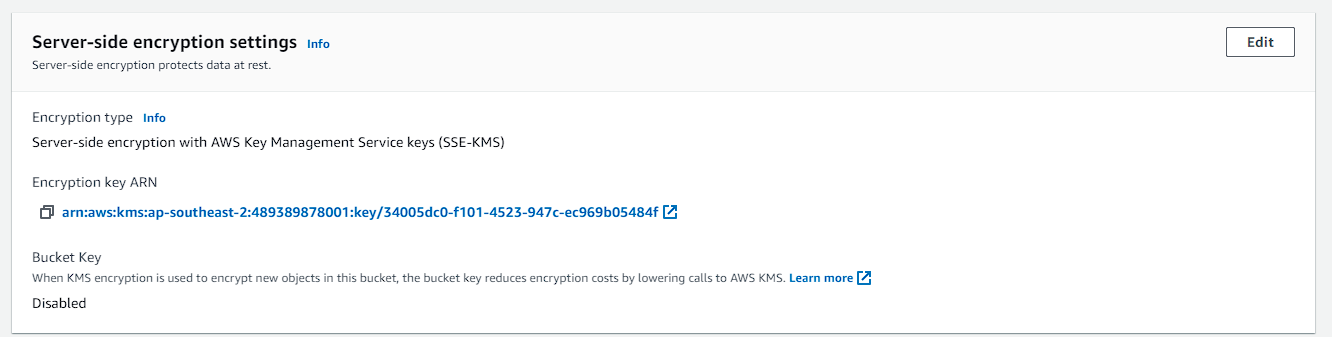 Server-side encryption settings Info
Edit
Server-side encryption protects data at rest.
Encryption type Info
Server-side encryption with AWS Key Management Service keys (SSE-KMS)
Encryption key ARN
arn:aws:kms:ap-southeast-2:489389878001:key/34005dc0-f101-4523-947c-ec969b05484f
Bucket Key
When KMS encryption is used to encrypt new objects in this bucket, the bucket key reduces encryption costs by lowering calls to AWS KMS. Learn more
Disabled